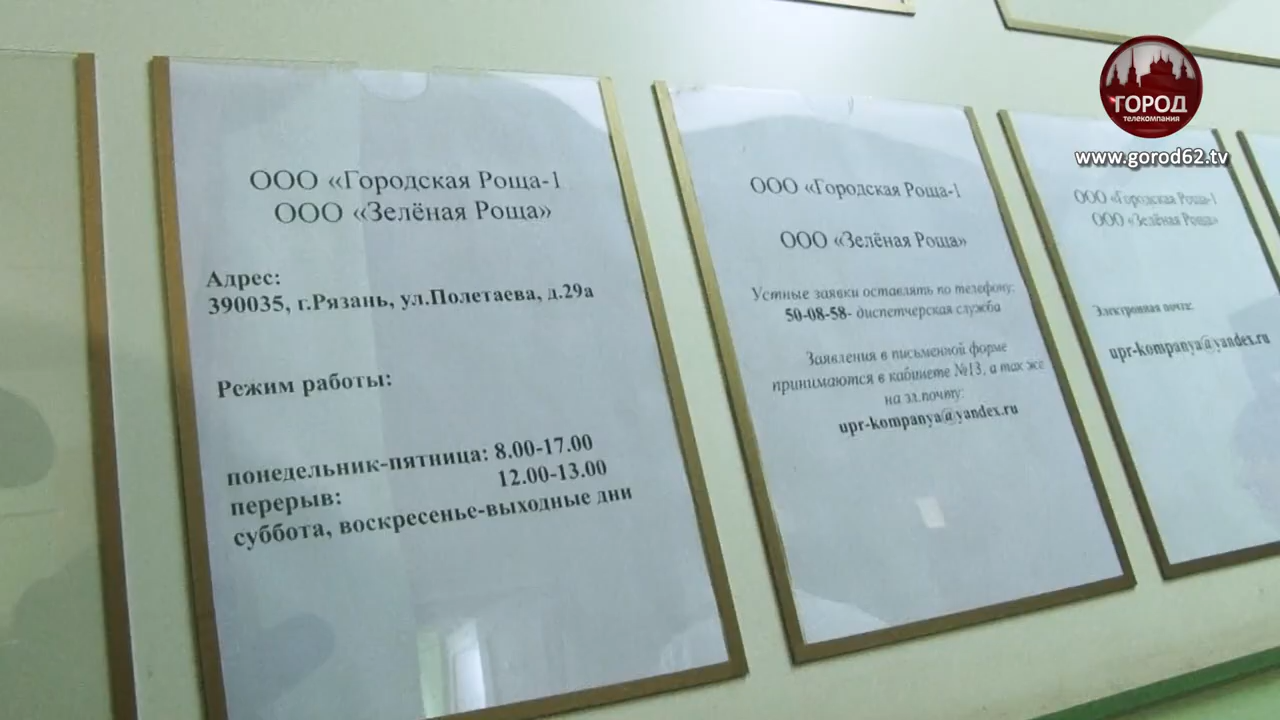 ООО «Городская Роща-1
ООО «Зелёная Роща»
Адрес:
390035, г.Рязань, ул.Полетаева, д.29а
Режим работы:
понедельник-пятница: 8.00-17.00
перерыв: 12.00-13.00
суббота, воскресенье-выходные дни
ООО «Городская Роща-1
ООО «Зелёная Роща»
Устные заявки оставлять по телефону:
50-08-58- диспетчерская служба
Заявления в письменной форме
принимаются в кабинете №13, а так же
на эл.почту:
upr-kompanya@yandex.ru
ООО «Городская Роща-1
ООО «Зелёная Роща»
Электронная почта:
upr-kompanya@yandex.ru
ГОРОД
телекомпания
www.gorod62.tv